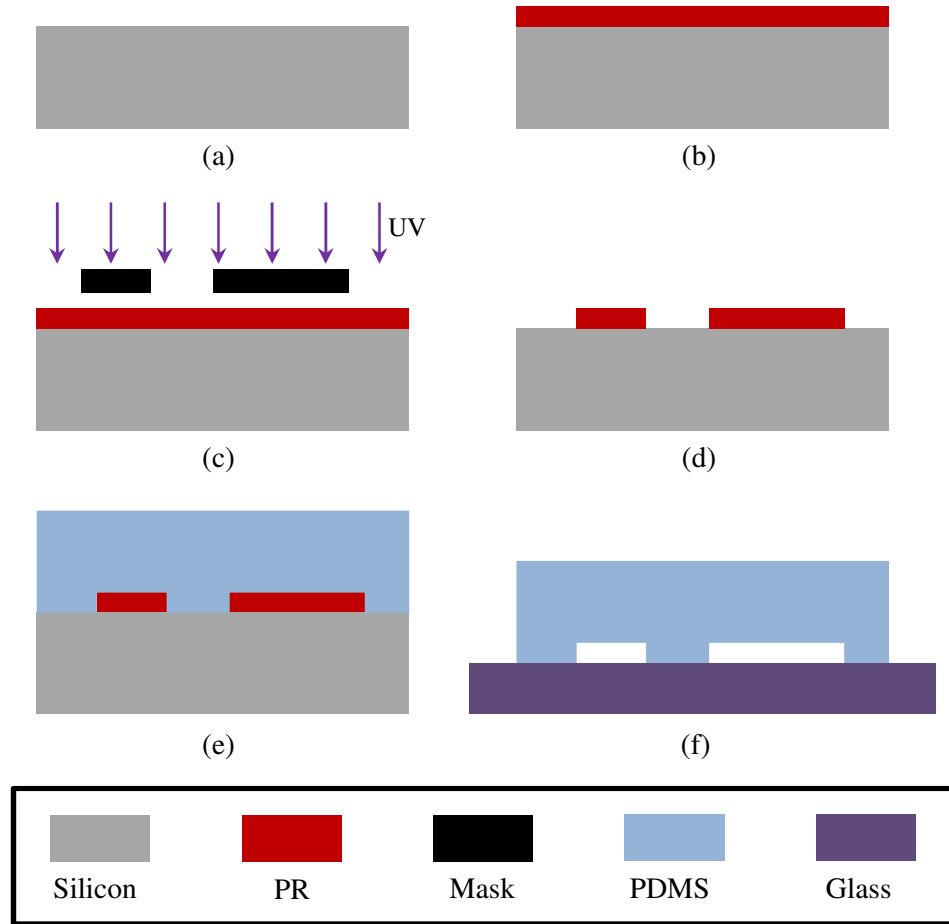 (a)
(b)
UV
(c)
(d)
(e)
(f)
Silicon
PR
Mask
PDMS
Glass